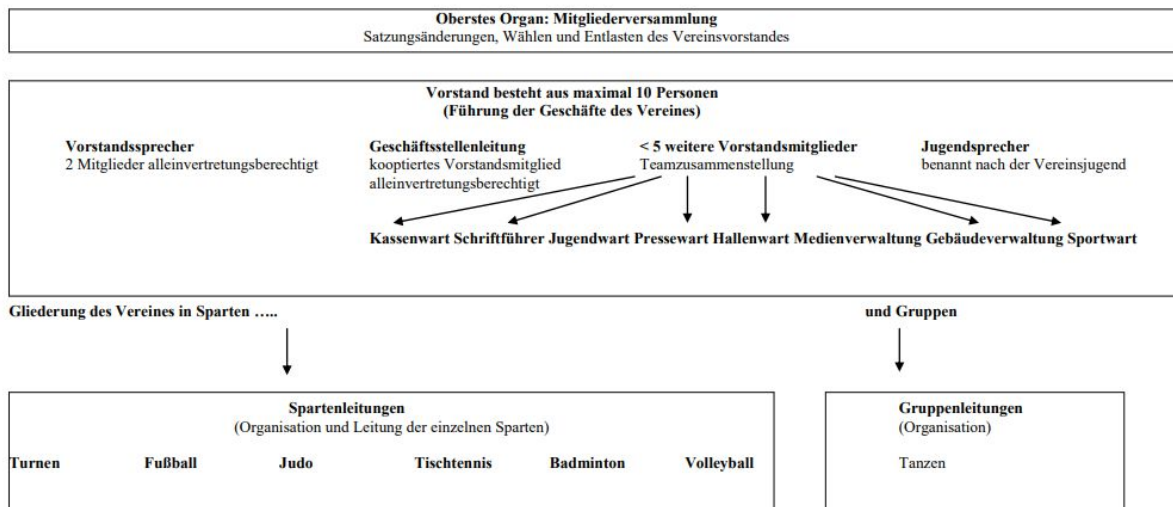 Oberstes Organ: Mitgliederversammlung
Satzungsänderungen, Wählen und Entlasten des Vereinsvorstandes
Vorstand besteht aus maximal 10 Personen
(Führung der Geschäfte des Vereines)
Vorstandssprecher
2 Mitglieder alleinvertretungsberechtigt
Geschäftsstellenleitung
kooptiertes Vorstandsmitglied
alleinvertretungsberechtigt
< 5 weitere Vorstandsmitglieder
Teamzusammenstellung
Jugendsprecher
benannt nach der Vereinsjugend
Kassenwart Schriftführer Jugendwart Pressewart Hallenwart Medienverwaltung Gebäudeverwaltung Sportwart
Gliederung des Vereines in Sparten …..
und Gruppen
Spartenleitungen
(Organisation und Leitung der einzelnen Sparten)
Turnen Fußball Judo Tischtennis Badminton Volleyball
Gruppenleitungen
(Organisation)
Tanzen